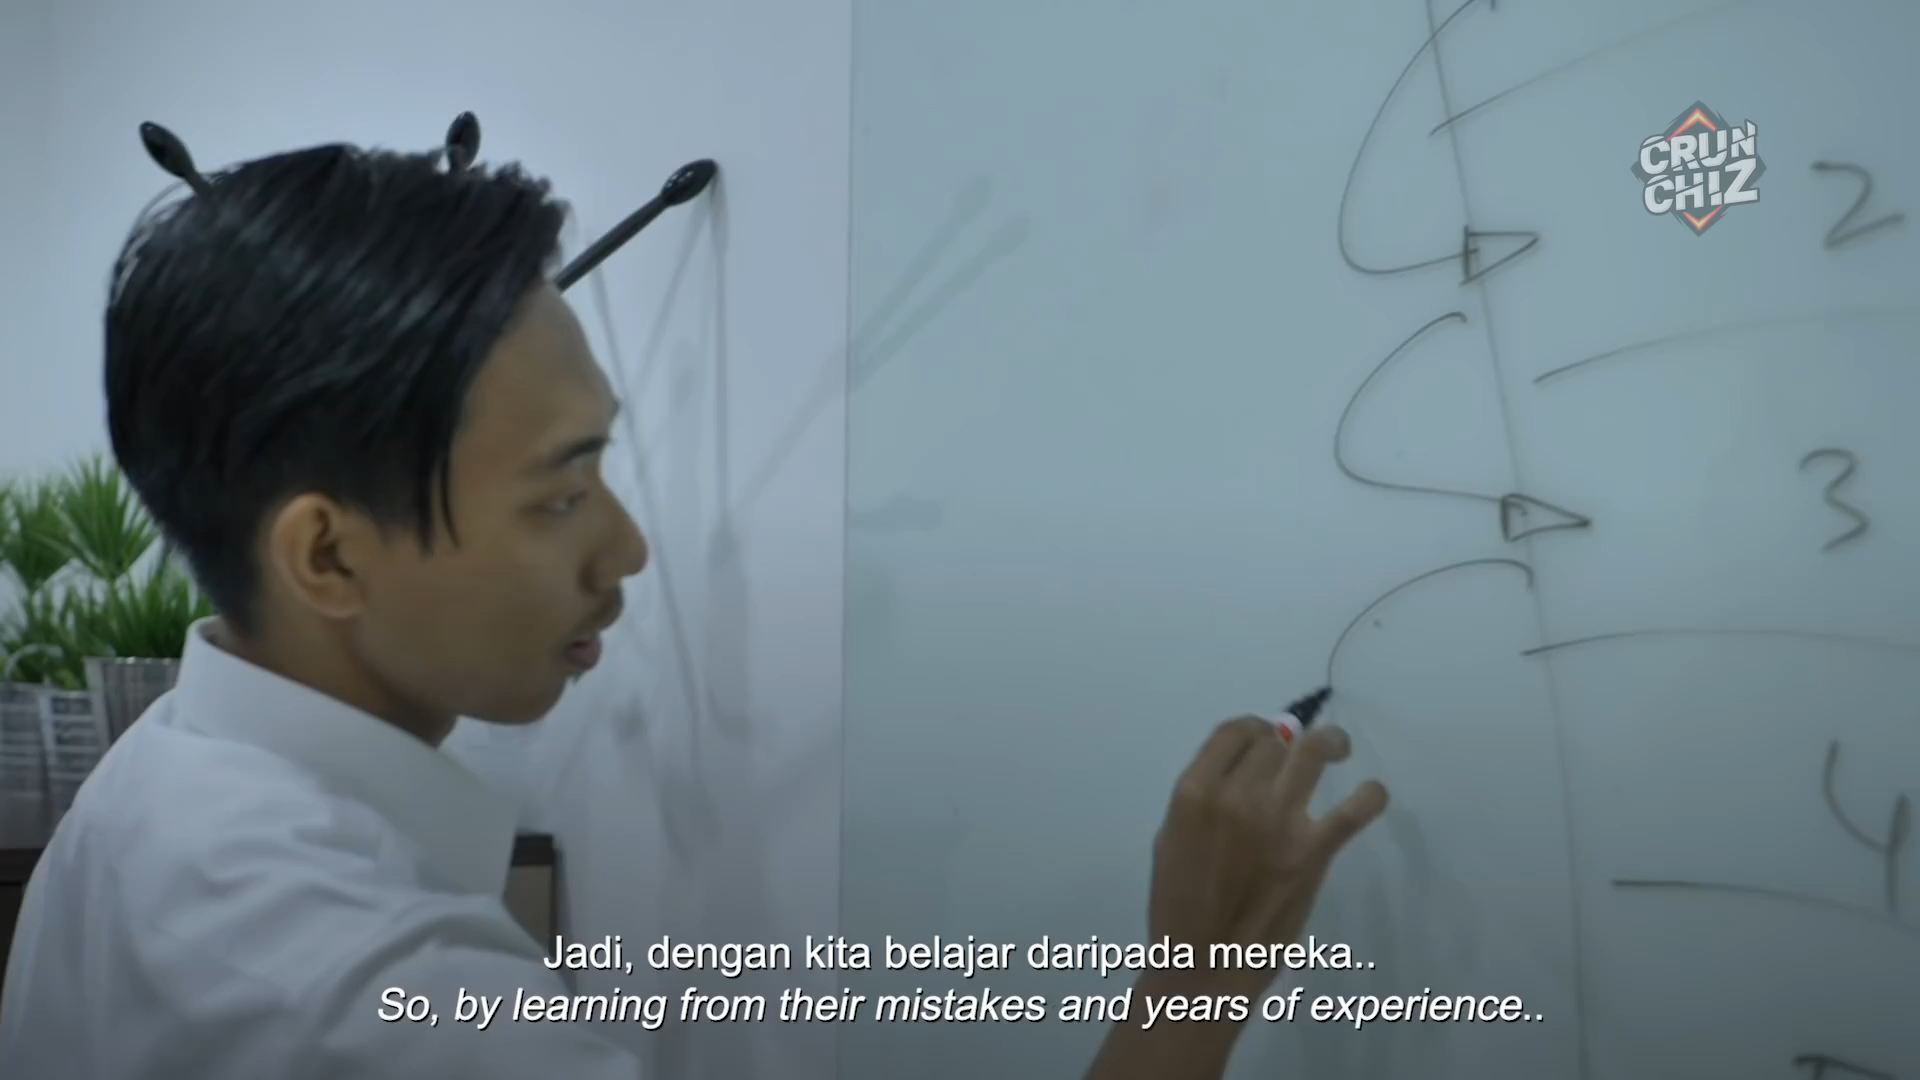 CRUN
CHIZ
2
3
4
Jadi, dengan kita belajar daripada mereka..
So, by learning from their mistakes and years of experience..